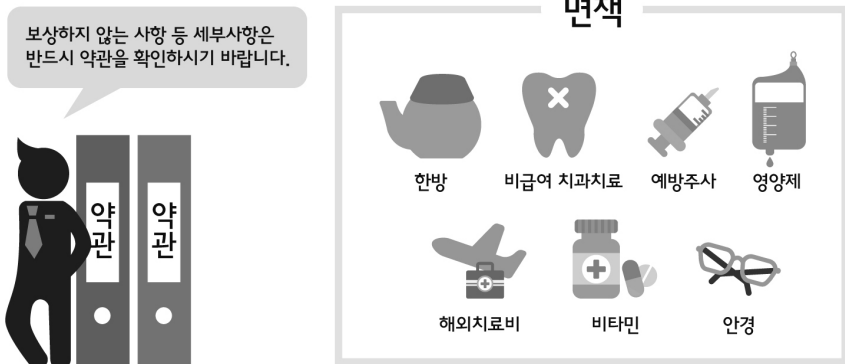 보상하지 않는 사항 등 세부사항은
반드시 약관을 확인하시기 바랍니다.
약관
약관
면색
한방
비급여 치과치료
예방주사
영양제
해외치료비
비타민
안경